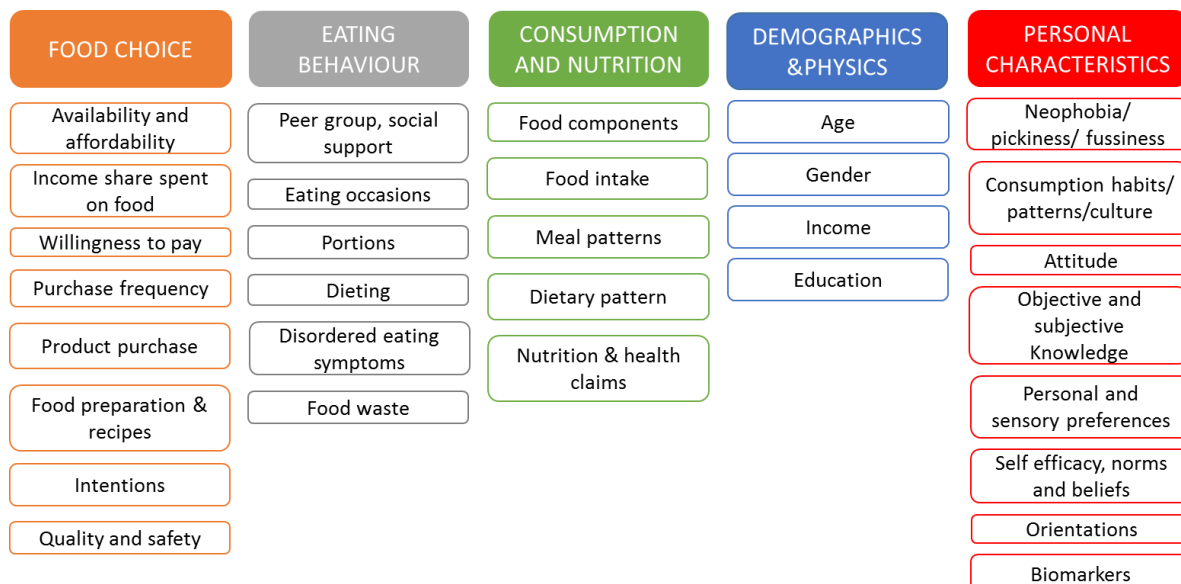 FOOD CHOICE
Availability and
affordability
Income share spent
on food
Willingness to pay
Purchase frequency
Product purchase
Food preparation &
recipes
Intentions
Quality and safety
EATING
BEHAVIOUR
Peer group, social
support
Eating occasions
Portions
Dieting
Disordered eating
symptoms
Food waste
CONSUMPTION
AND NUTRITION
Food components
Food intake
Meal patterns
Dietary pattern
Nutrition & health
claims
DEMOGRAPHICS
&PHYSICS
Age
Gender
Income
Education
PERSONAL
CHARACTERISTICS
Neophobia/
pickiness/ fussiness
Consumption habits/
patterns/culture
Attitude
Objective and
subjective
Knowledge
Personal and
sensory preferences
Self efficacy, norms
and beliefs
Orientations
Biomarkers